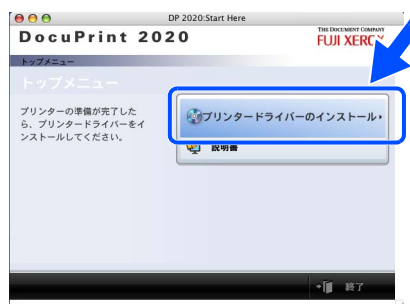 DP 2020:Start Here
DocuPrint 2020
THE DOCUMENT COMPANY
FUJI XEROX
トップメニュー
トップメニュー
プリンターの準備が完了した
ら、プリンタードライバーをイ
ンストールしてください。
プリンタードライバーのインストール
説明書
終了